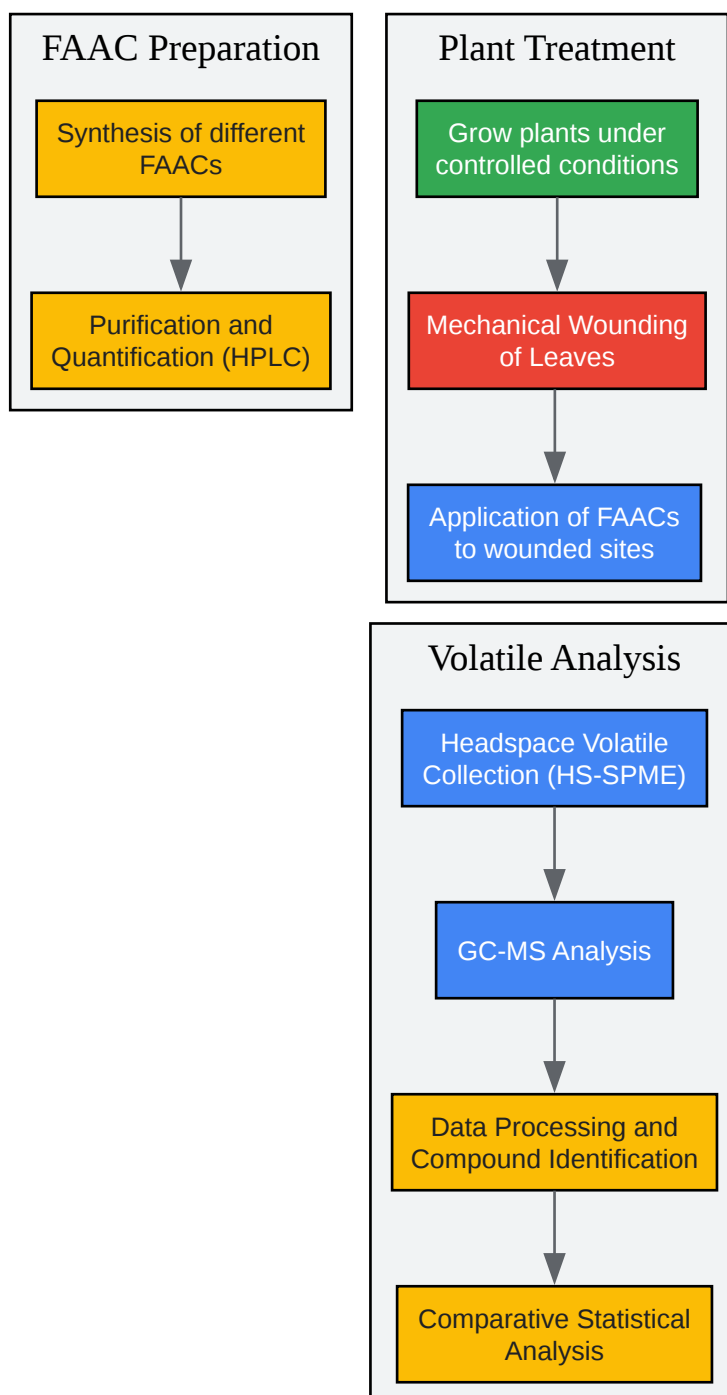 FAAC Preparation
Synthesis of different
FAACs
Purification and
Quantification (HPLC)
Plant Treatment
Grow plants under
controlled conditions
Mechanical Wounding
of Leaves
Application of FAACs
to wounded sites
Volatile Analysis
Headspace Volatile
Collection (HS-SPME)
GC-MS Analysis
Data Processing and
Compound Identification
Comparative Statistical
Analysis